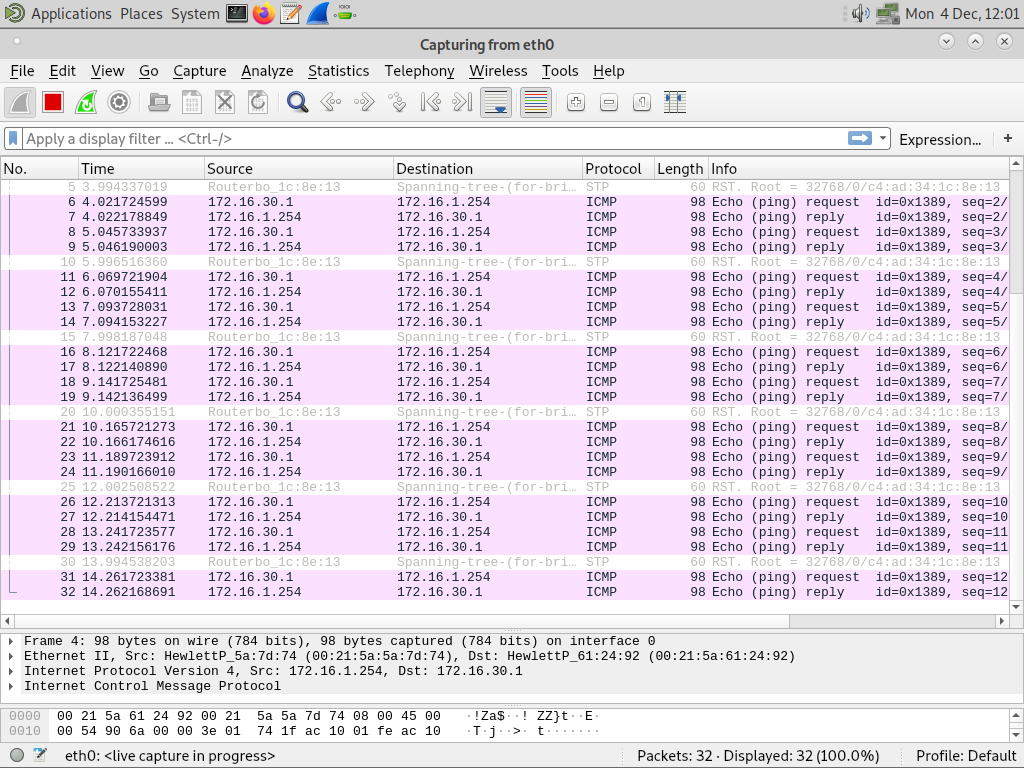 Applications Places System Mon 4 Dec, 12:01
Capturing from eth0
File Edit View Go Capture Analyze Statistics Telephony Wireless Tools Help
Apply a display filter ... <Ctrl-/> Expression... +
No. Time Source Destination Protocol Length Info
5 3.994337019 Routerbo_1c:8e:13 Spanning-tree-(for-bri… STP 60 RST. Root = 32768/0/c4:ad:34:1c:8e:13
6 4.021724599 172.16.30.1 172.16.1.254 ICMP 98 Echo (ping) request id=0x1389, seq=2/
7 4.022178849 172.16.1.254 172.16.30.1 ICMP 98 Echo (ping) reply id=0x1389, seq=2/
8 5.045733937 172.16.30.1 172.16.1.254 ICMP 98 Echo (ping) request id=0x1389, seq=3/
9 5.046190003 172.16.1.254 172.16.30.1 ICMP 98 Echo (ping) reply id=0x1389, seq=3/
10 5.996516360 Routerbo_1c:8e:13 Spanning-tree-(for-bri… STP 60 RST. Root = 32768/0/c4:ad:34:1c:8e:13
11 6.069721904 172.16.30.1 172.16.1.254 ICMP 98 Echo (ping) request id=0x1389, seq=4/
12 6.070155411 172.16.1.254 172.16.30.1 ICMP 98 Echo (ping) reply id=0x1389, seq=4/
13 7.093728031 172.16.30.1 172.16.1.254 ICMP 98 Echo (ping) request id=0x1389, seq=5/
14 7.094153227 172.16.1.254 172.16.30.1 ICMP 98 Echo (ping) reply id=0x1389, seq=5/
15 7.998187048 Routerbo_1c:8e:13 Spanning-tree-(for-bri… STP 60 RST. Root = 32768/0/c4:ad:34:1c:8e:13
16 8.121722468 172.16.30.1 172.16.1.254 ICMP 98 Echo (ping) request id=0x1389, seq=6/
17 8.122140890 172.16.1.254 172.16.30.1 ICMP 98 Echo (ping) reply id=0x1389, seq=6/
18 9.141725481 172.16.30.1 172.16.1.254 ICMP 98 Echo (ping) request id=0x1389, seq=7/
19 9.142136499 172.16.1.254 172.16.30.1 ICMP 98 Echo (ping) reply id=0x1389, seq=7/
20 10.000355151 Routerbo_1c:8e:13 Spanning-tree-(for-bri… STP 60 RST. Root = 32768/0/c4:ad:34:1c:8e:13
21 10.165721273 172.16.30.1 172.16.1.254 ICMP 98 Echo (ping) request id=0x1389, seq=8/
22 10.166174616 172.16.1.254 172.16.30.1 ICMP 98 Echo (ping) reply id=0x1389, seq=8/
23 11.189723912 172.16.30.1 172.16.1.254 ICMP 98 Echo (ping) request id=0x1389, seq=9/
24 11.190166010 172.16.1.254 172.16.30.1 ICMP 98 Echo (ping) reply id=0x1389, seq=9/
25 12.002508522 Routerbo_1c:8e:13 Spanning-tree-(for-bri… STP 60 RST. Root = 32768/0/c4:ad:34:1c:8e:13
26 12.213721313 172.16.30.1 172.16.1.254 ICMP 98 Echo (ping) request id=0x1389, seq=10
27 12.214154471 172.16.1.254 172.16.30.1 ICMP 98 Echo (ping) reply id=0x1389, seq=10
28 13.241723577 172.16.30.1 172.16.1.254 ICMP 98 Echo (ping) request id=0x1389, seq=11
29 13.242156176 172.16.1.254 172.16.30.1 ICMP 98 Echo (ping) reply id=0x1389, seq=11
30 13.994538203 Routerbo_1c:8e:13 Spanning-tree-(for-bri… STP 60 RST. Root = 32768/0/c4:ad:34:1c:8e:13
31 14.261723381 172.16.30.1 172.16.1.254 ICMP 98 Echo (ping) request id=0x1389, seq=12
32 14.262168691 172.16.1.254 172.16.30.1 ICMP 98 Echo (ping) reply id=0x1389, seq=12
Frame 4: 98 bytes on wire (784 bits), 98 bytes captured (784 bits) on interface 0
Ethernet II, Src: HewlettP_5a:7d:74 (00:21:5a:5a:7d:74), Dst: HewlettP_61:24:92 (00:21:5a:61:24:92)
Internet Protocol Version 4, Src: 172.16.1.254, Dst: 172.16.30.1
Internet Control Message Protocol
0000 00 21 5a 61 24 92 00 21 5a 5a 7d 74 08 00 45 00 ·!Za$··! ZZ}t··E·
0010 00 54 90 6a 00 00 3e 01 74 1f ac 10 01 fe ac 10 ·T·j··>· t·······
eth0: <live capture in progress> Packets: 32 · Displayed: 32 (100.0%) Profile: Default